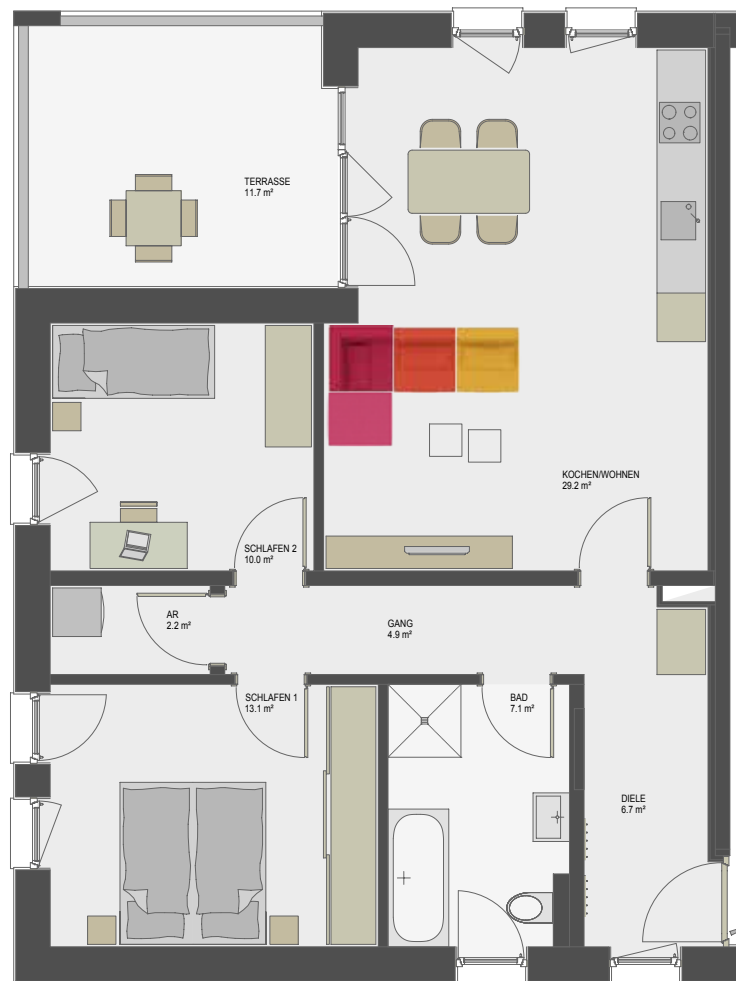 TERRASSE
11.7 m²
KOCHEN/WOHNEN
29.2 m²
SCHLAFEN 2
10.0 m²
AR
2.2 m²
GANG
4.9 m²
SCHLAFEN 1
13.1 m²
BAD
7.1 m²
DIELE
6.7 m²